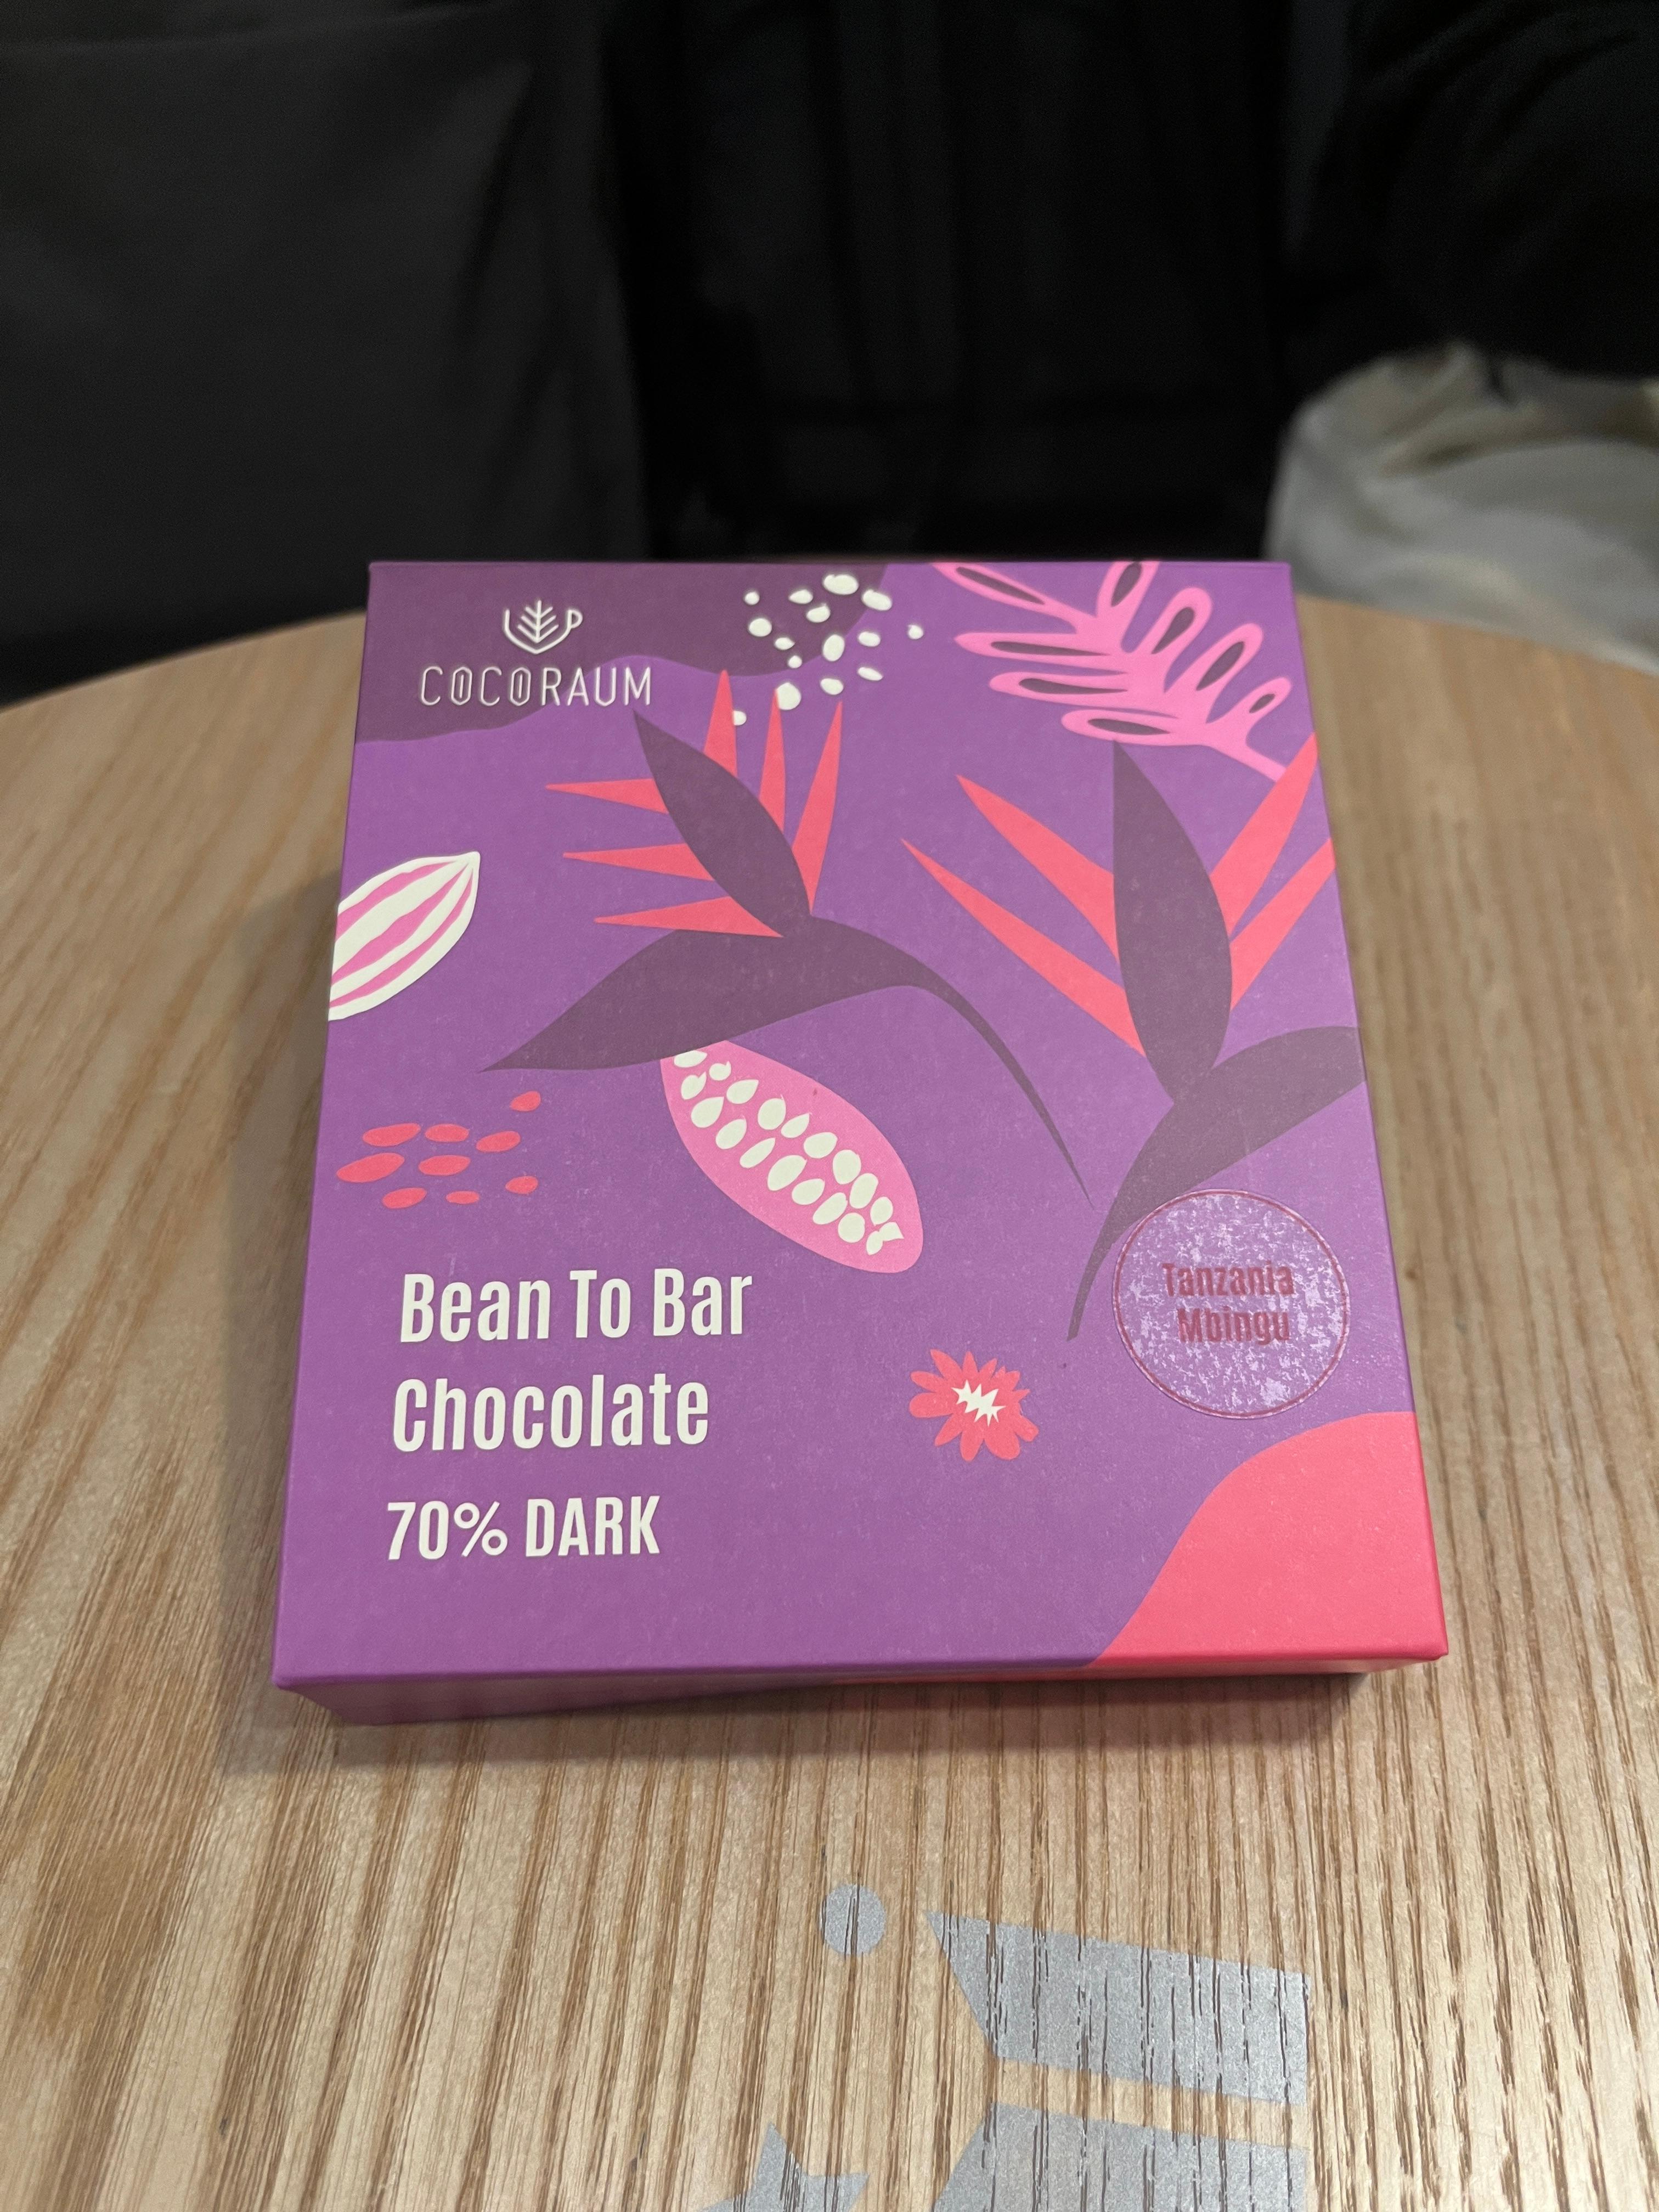 COCORAUM
Bean To Bar
Chocolate
70% DARK
Tanzania
Mbingu